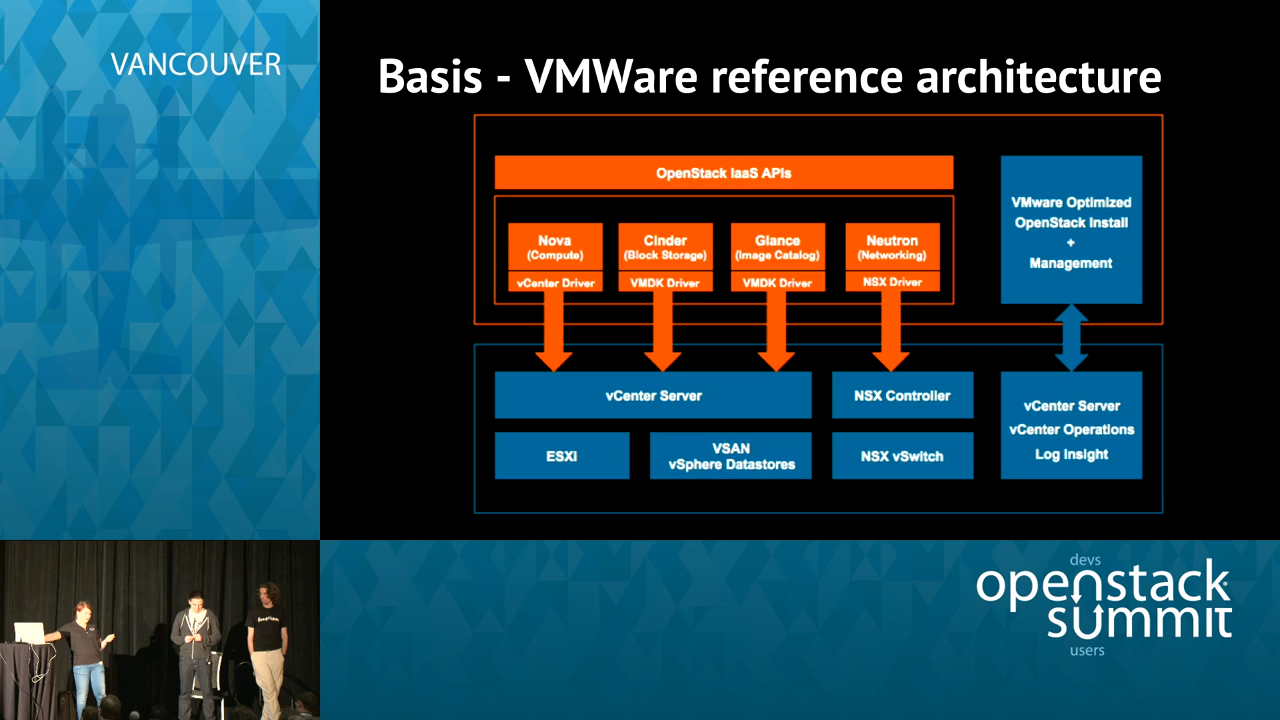 VANCOUVER
Basis - VMWare reference architecture
OpenStack IaaS APIs
Nova
(Compute)
vCenter Driver
Cinder
(Block Storage)
VMDK Driver
Glance
(Image Catalog)
VMDK Driver
Neutron
(Networking)
NSX Driver
VMware Optimized
OpenStack Install
+
Management
vCenter Server
NSX Controller
ESXi
VSAN
vSphere Datastores
NSX vSwitch
vCenter Server
vCenter Operations
Log Insight
devs
openstack
summit
users